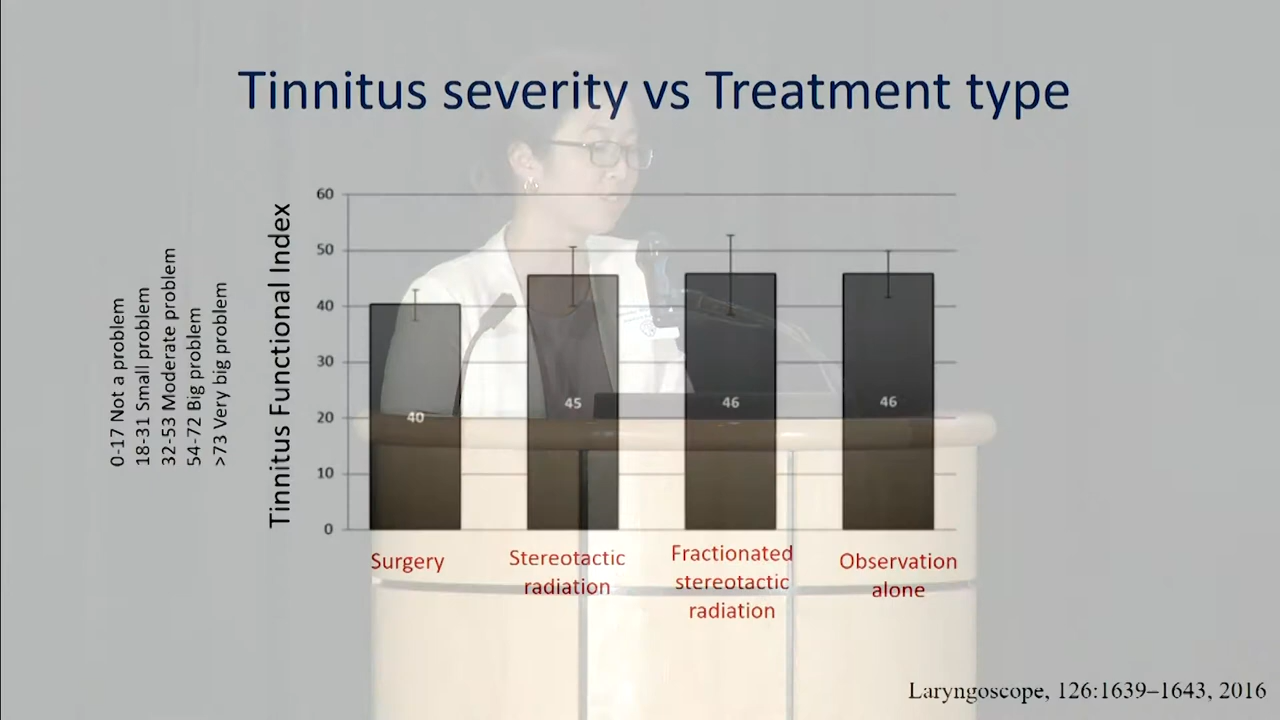 Tinnitus severity vs Treatment type
0-17 Not a problem
18-31 Small problem
32-53 Moderate problem
54-72 Big problem
>73 Very big problem
Tinnitus Functional Index
60
50
40
30
20
10
0
40
45
46
46
Surgery
Stereotactic
radiation
Fractionated
stereotactic
radiation
Observation
alone
Laryngoscope, 126:1639–1643, 2016